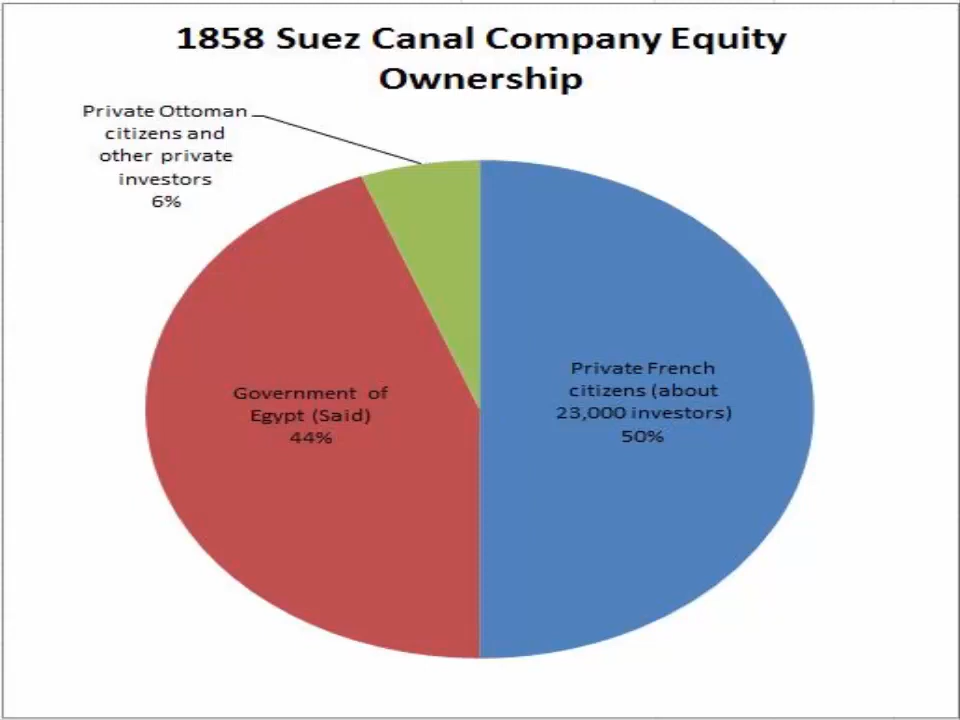 1858 Suez Canal Company Equity
Ownership
Private Ottoman
citizens and
other private
investors
6%
Private French
citizens (about
23,000 investors)
50%
Government of
Egypt (Said)
44%